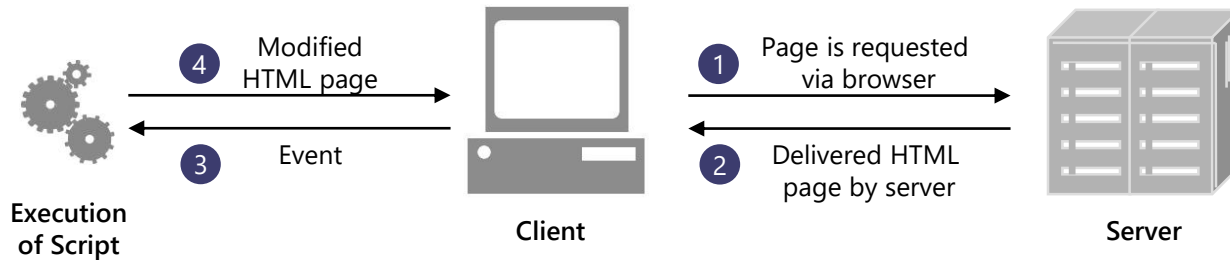 4
Modified
HTML page
3
Event
Execution
of Script
Client
1
Page is requested
via browser
2
Delivered HTML
page by server
Server